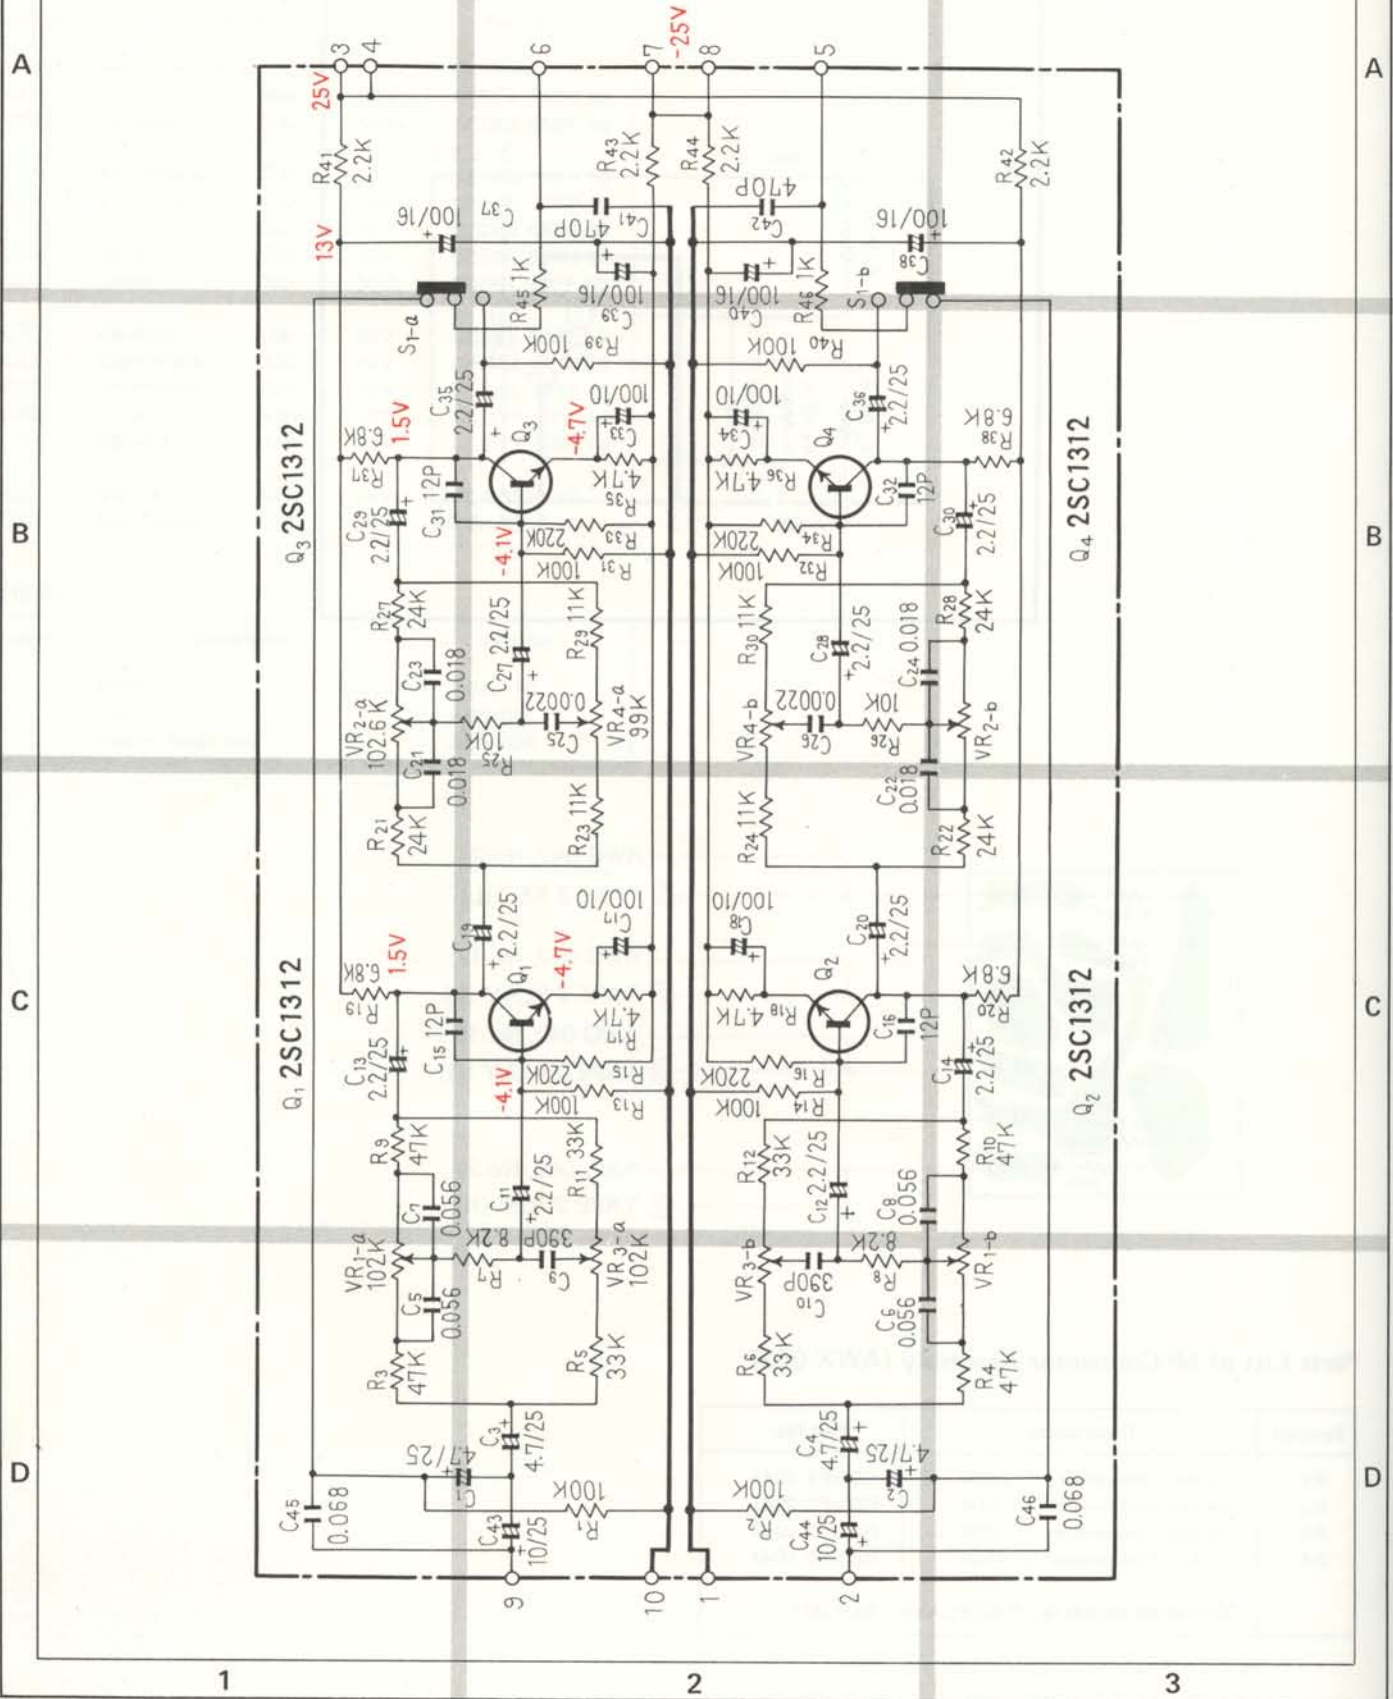 A
A
3
4
6
7
-25V
8
5
25V
R41
2.2K
R43
2.2K
R44
2.2K
R42
2.2K
13V
100/16
C37
470P
C41
470P
C42
100/16
C38
S1-a
R45 1K
100/16
C39
100/16
C40
R46 1K
S1-b
100K
R39
100K
R40
C35
2.2/25
100/10
C33
100/10
C34
C36
2.2/25
Q3 2SC1312
6.8K
R37
1.5V
Q3
-4.7V
4.7K
R35
4.7K
R36
Q4
6.8K
R38
Q4 2SC1312
B
B
C29
2.2/25
C31 12P
-4.1V
220K
R33
100K
R31
220K
R34
100K
R32
C32
12P
C30
2.2/25
R27
24K
C23
0.018
C27 2.2/25
R29 11K
R30 11K
C28
2.2/25
C24 0.018
R28
24K
VR2-a
102.6K
10K
R25
0.0022
C25
VR4-a
99K
VR4-b
0.0022
C26
10K
R26
VR2-b
C21
0.018
C22
0.018
R21
24K
R23 11K
R24 11K
R22
24K
C19
2.2/25
100/10
C17
100/10
C18
C20
2.2/25
Q1 2SC1312
6.8K
R19
1.5V
Q1
-4.7V
4.7K
R17
4.7K
R18
Q2
6.8K
R20
Q2 2SC1312
C
C
C13
2.2/25
C15 12P
-4.1V
220K
R15
100K
R13
220K
R16
100K
R14
C16
12P
C14
2.2/25
R9
47K
C7
0.056
C11
2.2/25
R11 33K
R12
33K
C12 2.2/25
C8
0.056
R10
47K
VR1-a
102K
8.2K
R7
390P
C9
VR3-a
102K
VR3-b
390P
C10
8.2K
R8
VR1-b
C5
0.056
C6
0.056
R3
47K
R5
33K
R6
33K
R4
47K
D
D
C45
0.068
4.7/25
C1
C3
4.7/25
C43
10/25
100K
R1
100K
R2
C4
4.7/25
C44
10/25
4.7/25
C2
C46
0.068
9
10
1
2
1
2
3